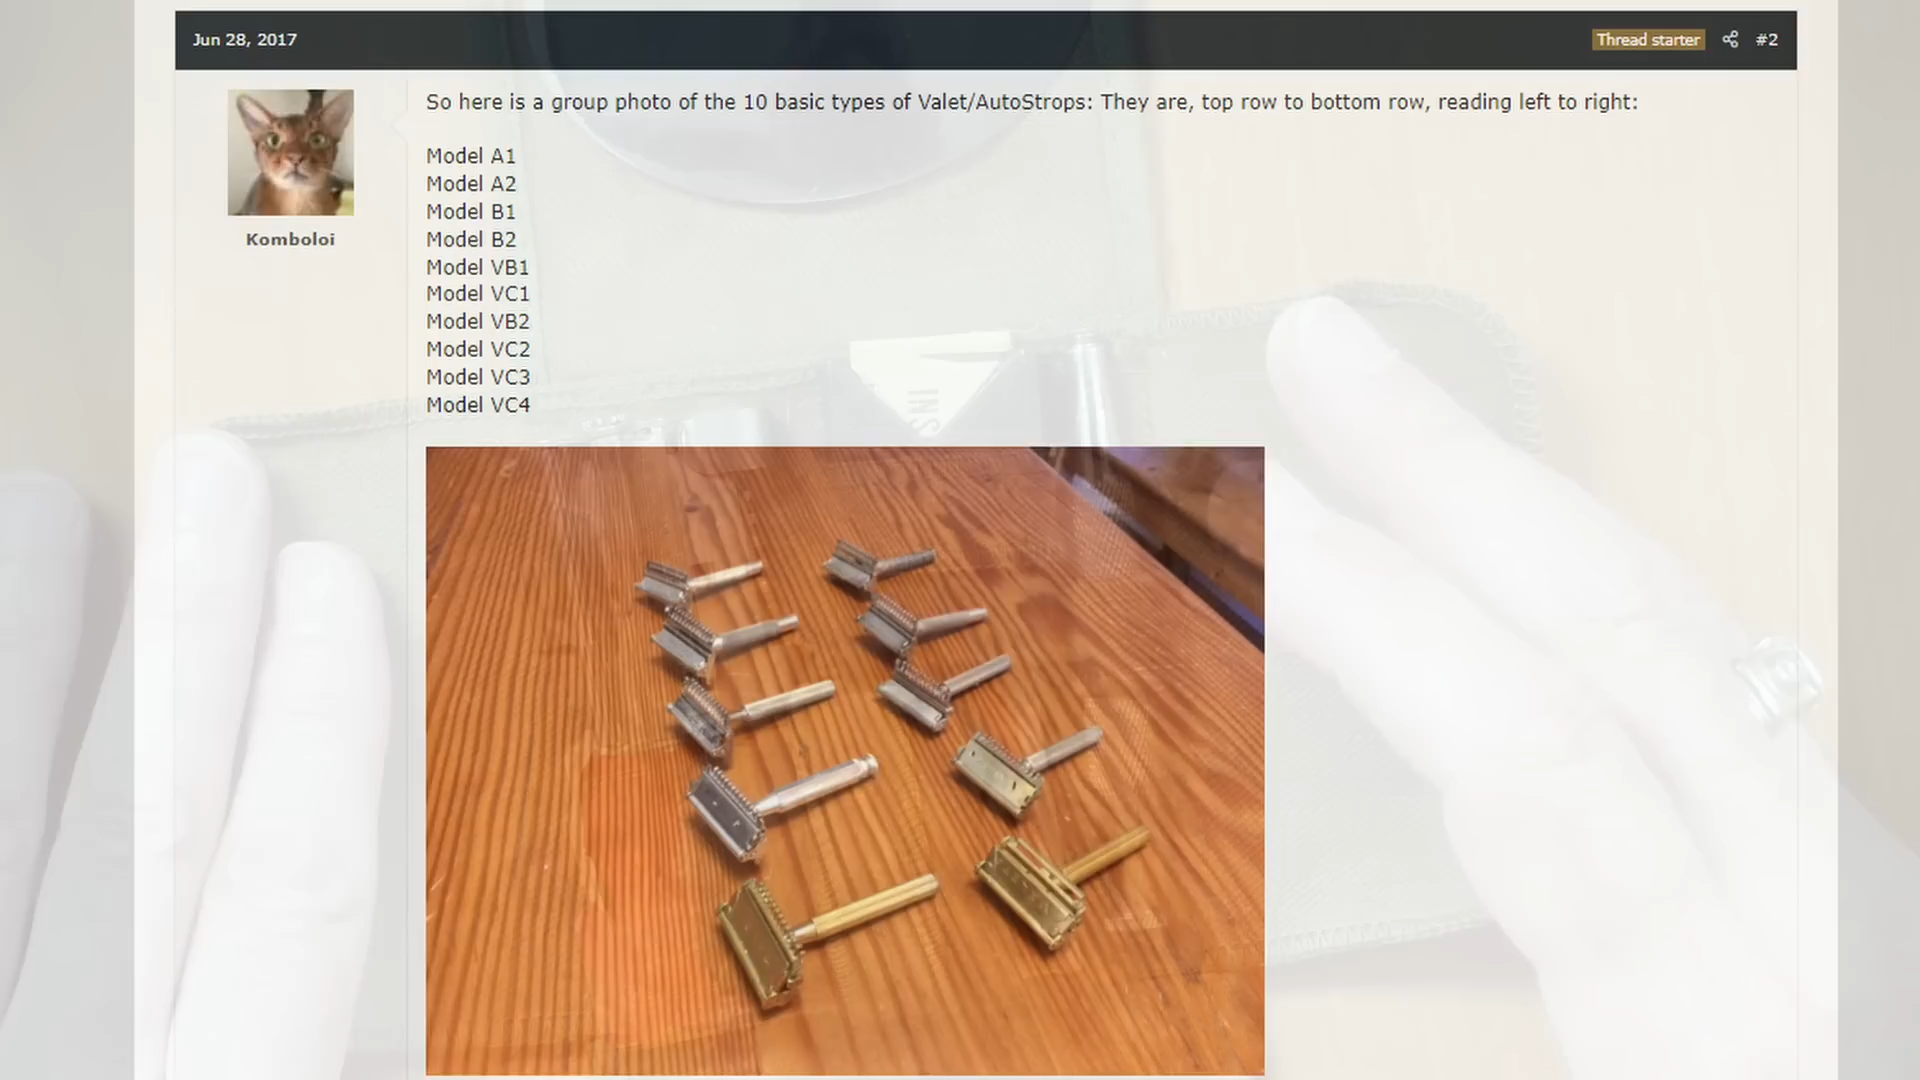 Jun 28, 2017
Thread starter
#2
Komboloi
So here is a group photo of the 10 basic types of Valet/AutoStrops: They are, top row to bottom row, reading left to right:
Model A1
Model A2
Model B1
Model B2
Model VB1
Model VC1
Model VB2
Model VC2
Model VC3
Model VC4
INS